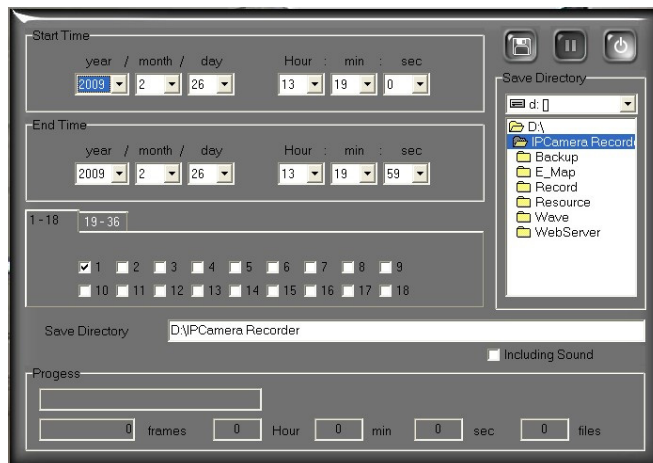 Start Time
year / month / day Hour : min : sec
2009 2 26 13 19 0
End Time
year / month / day Hour : min : sec
2009 2 26 13 19 59
1-18 19-36
1 2 3 4 5 6 7 8 9
10 11 12 13 14 15 16 17 18
Save Directory
d: []
D:\
IPCamera Recorde
Backup
E_Map
Record
Resource
Wave
WebServer
Save Directory D:\IPCamera Recorder
Including Sound
Progess
0 frames 0 Hour 0 min 0 sec 0 files